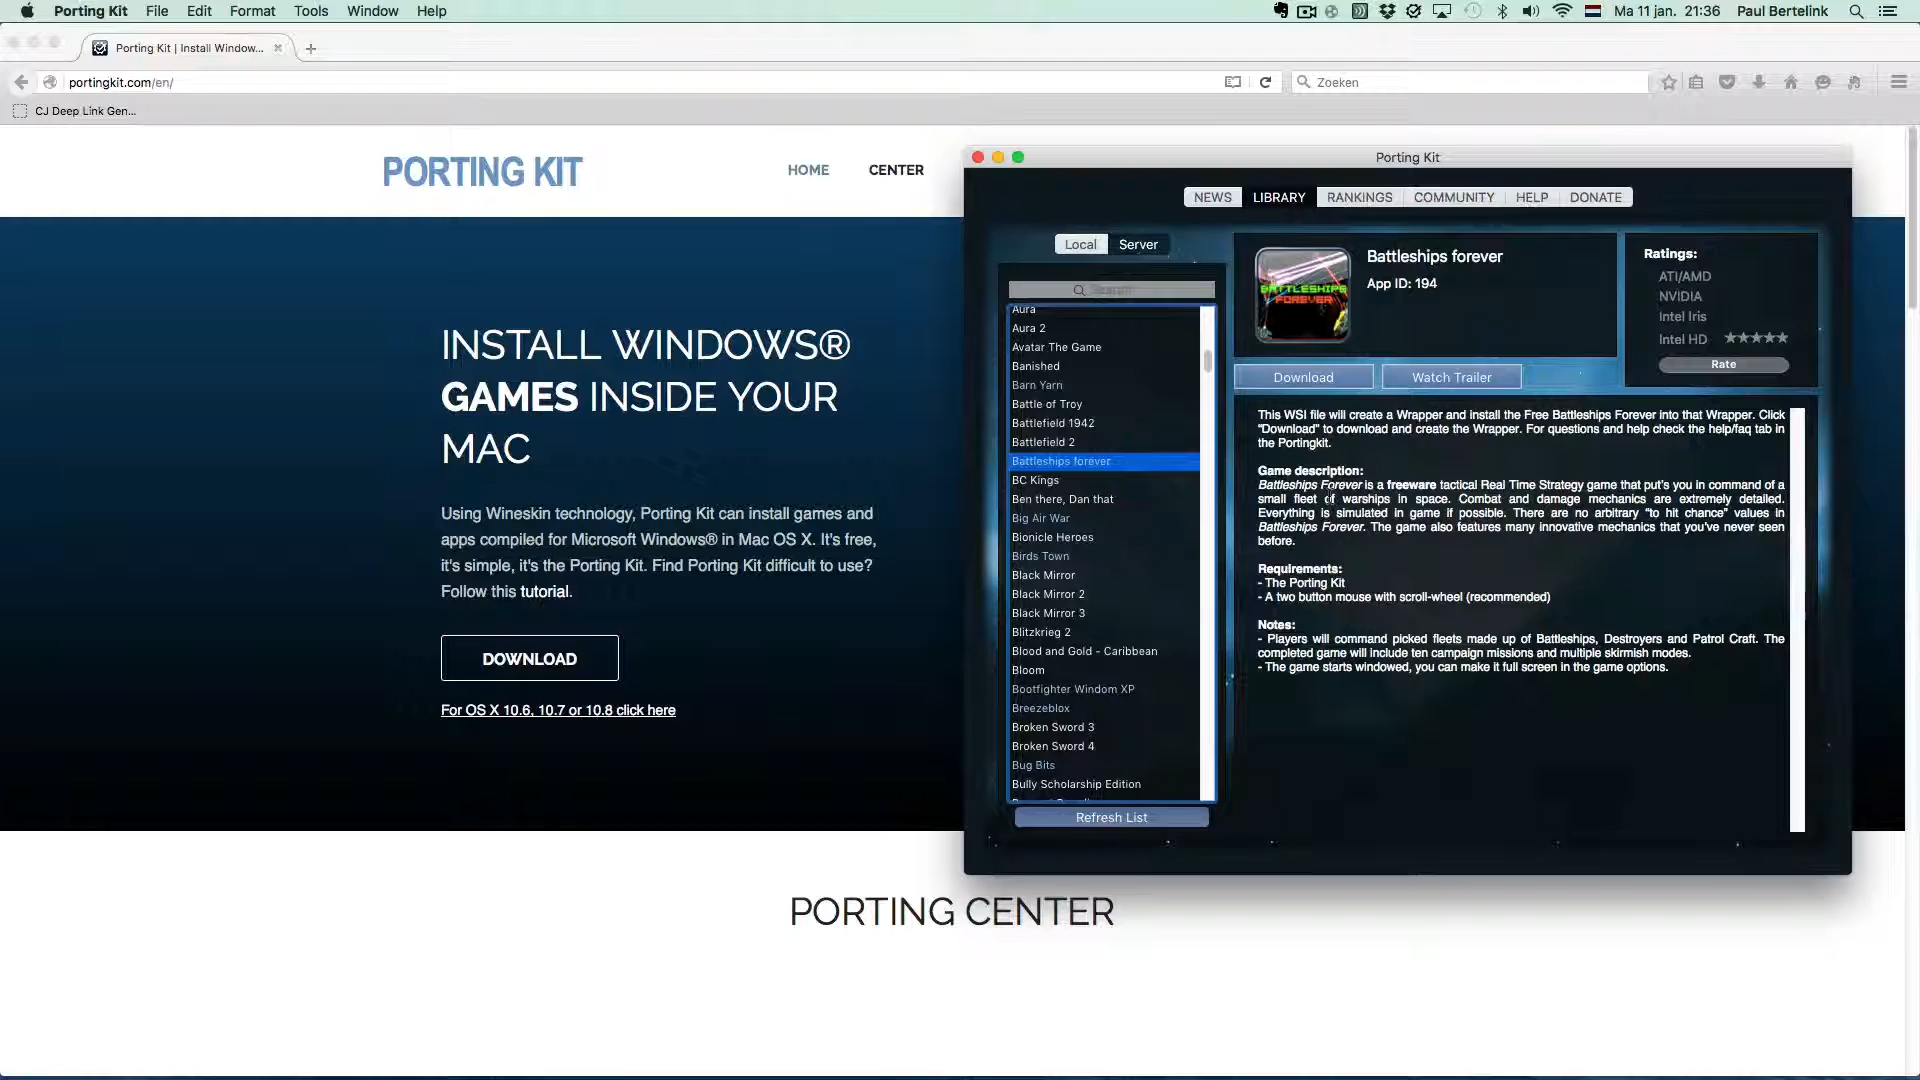 Porting Kit File Edit Format Tools Window Help Ma 11 jan. 21:36 Paul Bertelink
Porting Kit | Install Window...
portingkit.com/en/ Zoeken
CJ Deep Link Gen...
PORTING KIT HOME CENTER
INSTALL WINDOWS®
GAMES INSIDE YOUR
MAC
Using Wineskin technology, Porting Kit can install games and
apps compiled for Microsoft Windows® in Mac OS X. It's free,
it's simple, it's the Porting Kit. Find Porting Kit difficult to use?
Follow this tutorial.
DOWNLOAD
For OS X 10.6, 10.7 or 10.8 click here
PORTING CENTER
Porting Kit
NEWS LIBRARY RANKINGS COMMUNITY HELP DONATE
Local Server
Aura
Aura 2
Avatar The Game
Banished
Barn Yarn
Battle of Troy
Battlefield 1942
Battlefield 2
Battleships forever
BC Kings
Ben there, Dan that
Big Air War
Bionicle Heroes
Birds Town
Black Mirror
Black Mirror 2
Black Mirror 3
Blitzkrieg 2
Blood and Gold - Caribbean
Bloom
Bootfighter Windom XP
Breezeblox
Broken Sword 3
Broken Sword 4
Bug Bits
Bully Scholarship Edition
Refresh List
BATTLESHIPS
FOREVER
Battleships forever
App ID: 194
Ratings:
ATI/AMD
NVIDIA
Intel Iris
Intel HD ★★★★★
Rate
Download Watch Trailer
This WSI file will create a Wrapper and install the Free Battleships Forever into that Wrapper. Click
"Download" to download and create the Wrapper. For questions and help check the help/faq tab in
the Portingkit.
Game description:
Battleships Forever is a freeware tactical Real Time Strategy game that put's you in command of a
small fleet of warships in space. Combat and damage mechanics are extremely detailed.
Everything is simulated in game if possible. There are no arbitrary “to hit chance” values in
Battleships Forever. The game also features many innovative mechanics that you've never seen
before.
Requirements:
- The Porting Kit
- A two button mouse with scroll-wheel (recommended)
Notes:
- Players will command picked fleets made up of Battleships, Destroyers and Patrol Craft. The
completed game will include ten campaign missions and multiple skirmish modes.
- The game starts windowed, you can make it full screen in the game options.